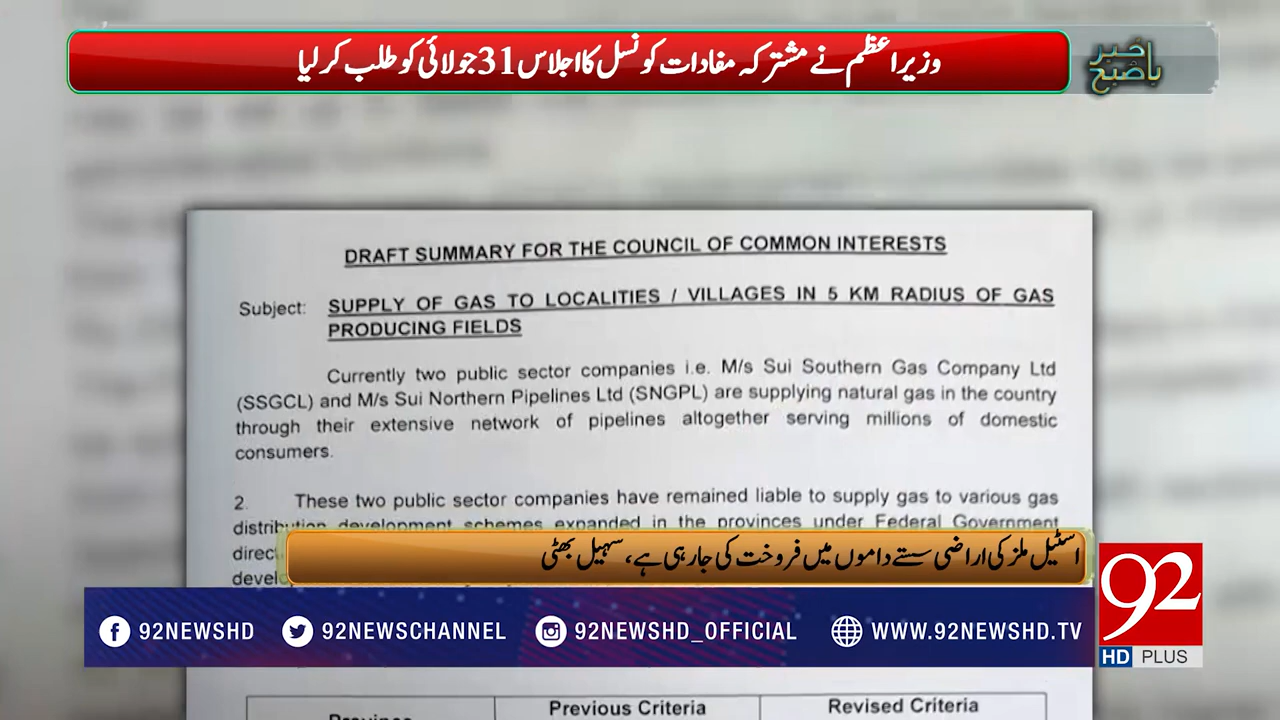 وزیراعظم نے مشترکہ مفادات کونسل کا اجلاس 31 جولائی کو طلب کر لیا
باخبر صبح
DRAFT SUMMARY FOR THE COUNCIL OF COMMON INTERESTS
Subject: SUPPLY OF GAS TO LOCALITIES / VILLAGES IN 5 KM RADIUS OF GAS
PRODUCING FIELDS
Currently two public sector companies i.e. M/s Sui Southern Gas Company Ltd
(SSGCL) and M/s Sui Northern Pipelines Ltd (SNGPL) are supplying natural gas in the country
through their extensive network of pipelines altogether serving millions of domestic
consumers.
2. These two public sector companies have remained liable to supply gas to various gas
distribution development schemes expanded in the provinces under Federal Government
اسٹیل ملز کی اراضی سستے داموں میں فروخت کی جا رہی ہے، سہیل بھٹی
92NEWSHD 92NEWSCHANNEL 92NEWSHD_OFFICIAL WWW.92NEWSHD.TV
92
HD PLUS
Province Previous Criteria Revised Criteria